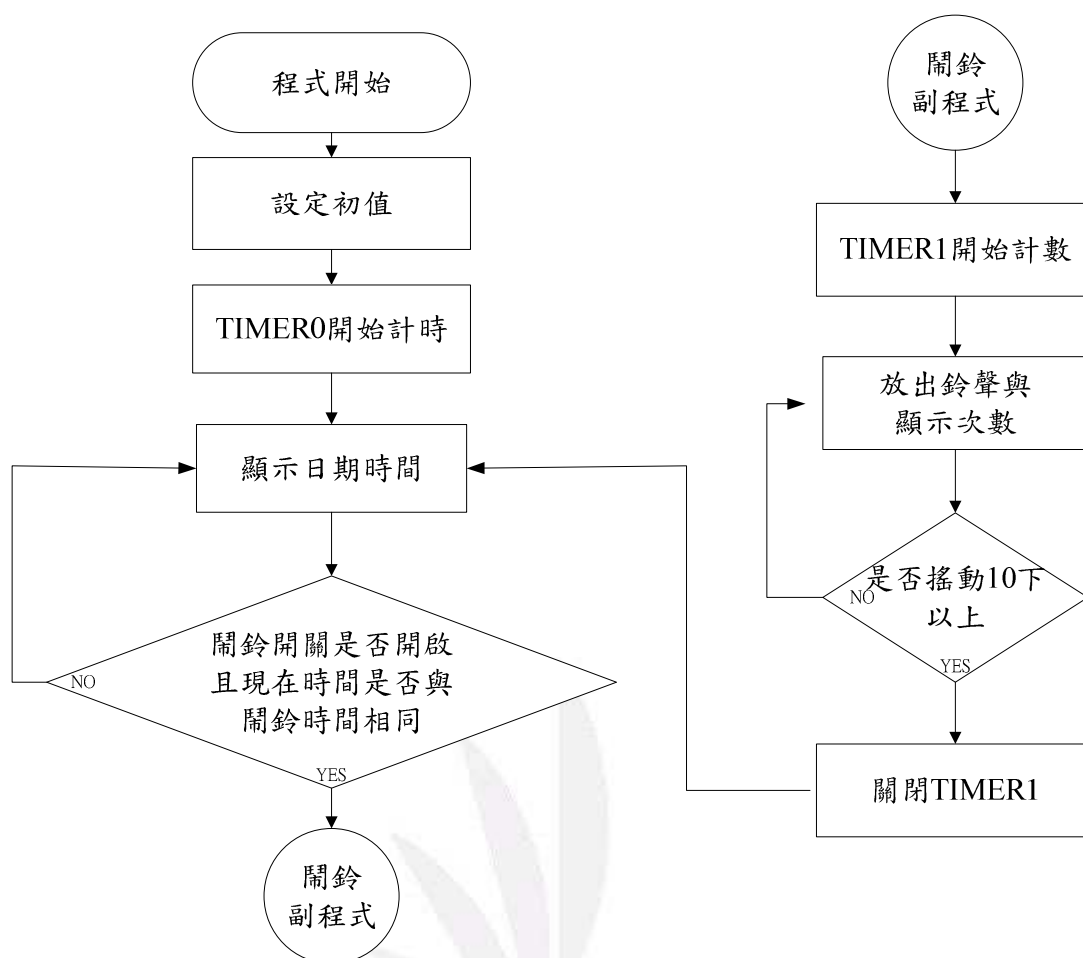 程式開始
設定初值
TIMER0開始計時
顯示日期時間
鬧鈴開關是否開啟
且現在時間是否與
鬧鈴時間相同
NO
YES
鬧鈴
副程式
鬧鈴
副程式
TIMER1開始計數
放出鈴聲與
顯示次數
是否搖動10下
以上
NO
YES
關閉TIMER1